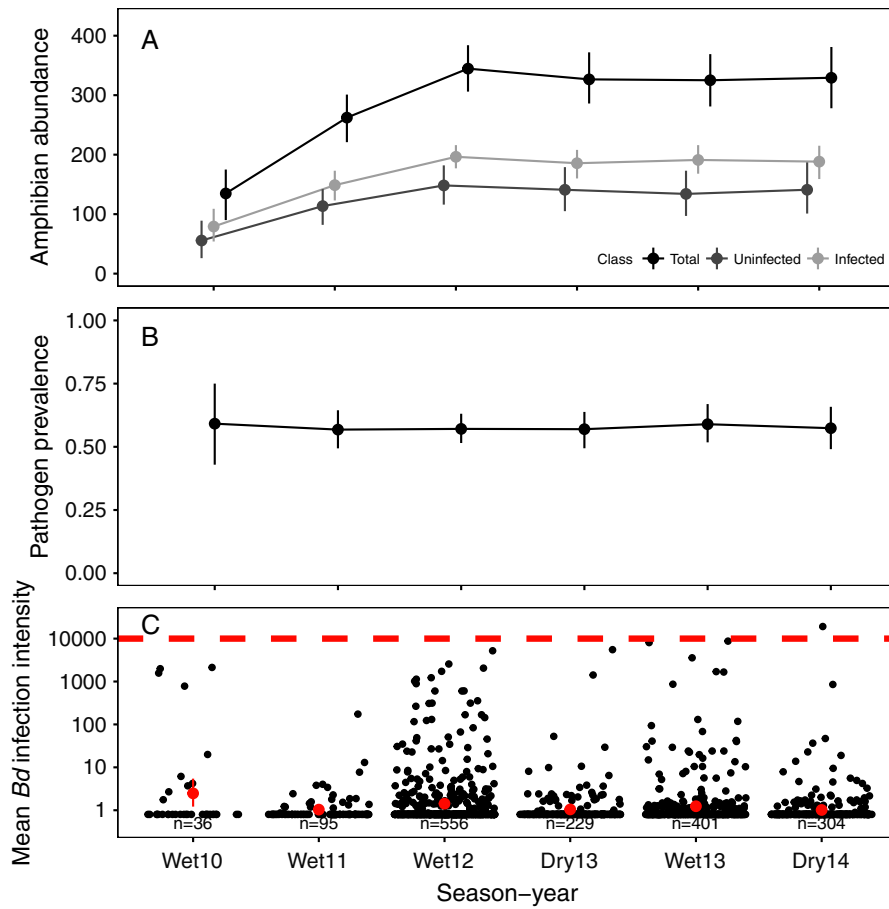 A
Amphibian abundance
400
300
200
100
0
Class Total Uninfected Infected
B
Pathogen prevalence
1.00
0.75
0.50
0.25
0.00
C
Mean Bd infection intensity
10000
1000
100
10
1
n=36 n=95 n=556 n=229 n=401 n=304
Wet10 Wet11 Wet12 Dry13 Wet13 Dry14
Season−year